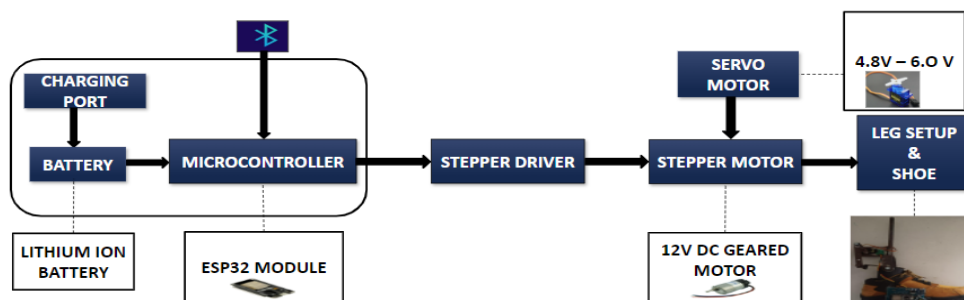 CHARGING
PORT
BATTERY
MICROCONTROLLER
STEPPER DRIVER
SERVO
MOTOR
STEPPER MOTOR
4.8V – 6.O V
LEG SETUP
&
SHOE
LITHIUM ION
BATTERY
ESP32 MODULE
12V DC GEARED
MOTOR